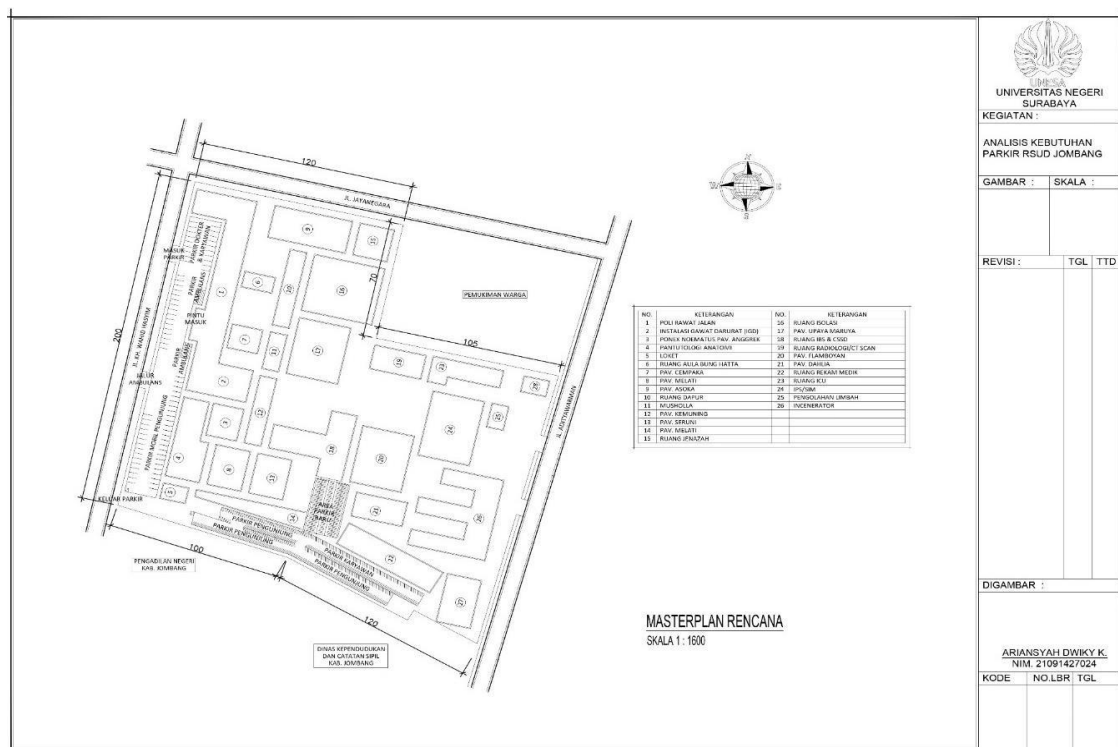 120
JL. JAYANEGARA
PARKIR DOKTER
& KARYAWAN
MASUK
PARKIR
PARKIR
AMBULANS
PINTU
MASUK
JL. KH. WAHID HASYIM
200
JALUR
AMBULANS
PARKIR
AMBULANS
PARKIR MOBIL PENGUNJUNG
KELUAR PARKIR
70
105
PEMUKIMAN WARGA
JL. ADITYAWARMAN
AREA
PARKIR
BARU
PARKIR PENGUNJUNG
PARKIR PENGUNJUNG
PARKIR KARYAWAN
PARKIR PENGUNJUNG
100
120
PENGADILAN NEGERI
KAB. JOMBANG
DINAS KEPENDUDUKAN
DAN CATATAN SIPIL
KAB. JOMBANG
W E
S
NO. KETERANGAN NO. KETERANGAN
1 POLI RAWAT JALAN 16 RUANG ISOLASI
2 INSTALASI GAWAT DARURAT (IGD) 17 PAV. UPAYA MARUYA
3 PONEK NOEMATUS PAV. ANGGREK 18 RUANG IBS & CSSD
4 PANTUTOLOGI ANATOMI 19 RUANG RADIOLOGI/CT SCAN
5 LOKET 20 PAV. FLAMBOYAN
6 RUANG AULA BUNG HATTA 21 PAV. DAHLIA
7 PAV. CEMPAKA 22 RUANG REKAM MEDIK
8 PAV. MELATI 23 RUANG ICU
9 PAV. ASOKA 24 IPS/SIM
10 RUANG DAPUR 25 PENGOLAHAN LIMBAH
11 MUSHOLLA 26 INCENERATOR
12 PAV. KEMUNING
13 PAV. SERUNI
14 PAV. MELATI
15 RUANG JENAZAH
MASTERPLAN RENCANA
SKALA 1 : 1600
UNESA
UNIVERSITAS NEGERI
SURABAYA
KEGIATAN :
ANALISIS KEBUTUHAN
PARKIR RSUD JOMBANG
GAMBAR : SKALA :
REVISI : TGL TTD
DIGAMBAR :
ARIANSYAH DWIKY K.
NIM. 21091427024
KODE NO.LBR TGL